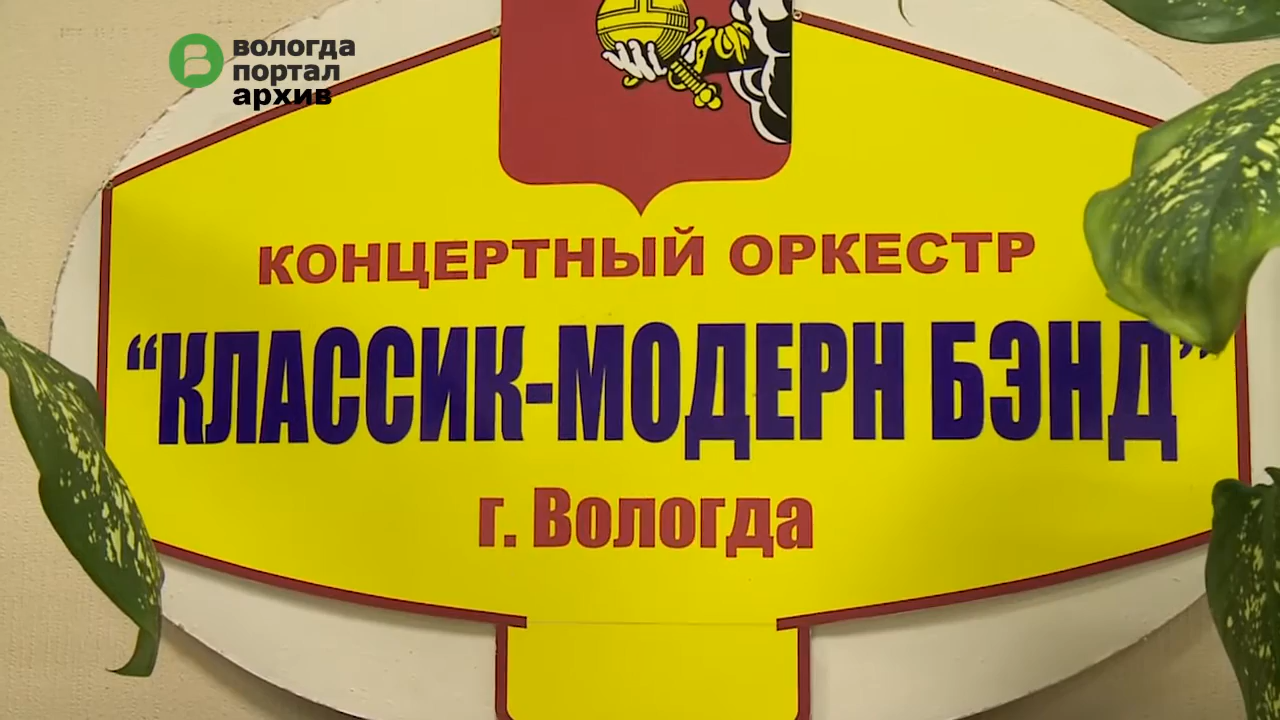 вологда
портал
архив
КОНЦЕРТНЫЙ ОРКЕСТР
“КЛАССИК-МОДЕРН БЭНД”
г. Вологда